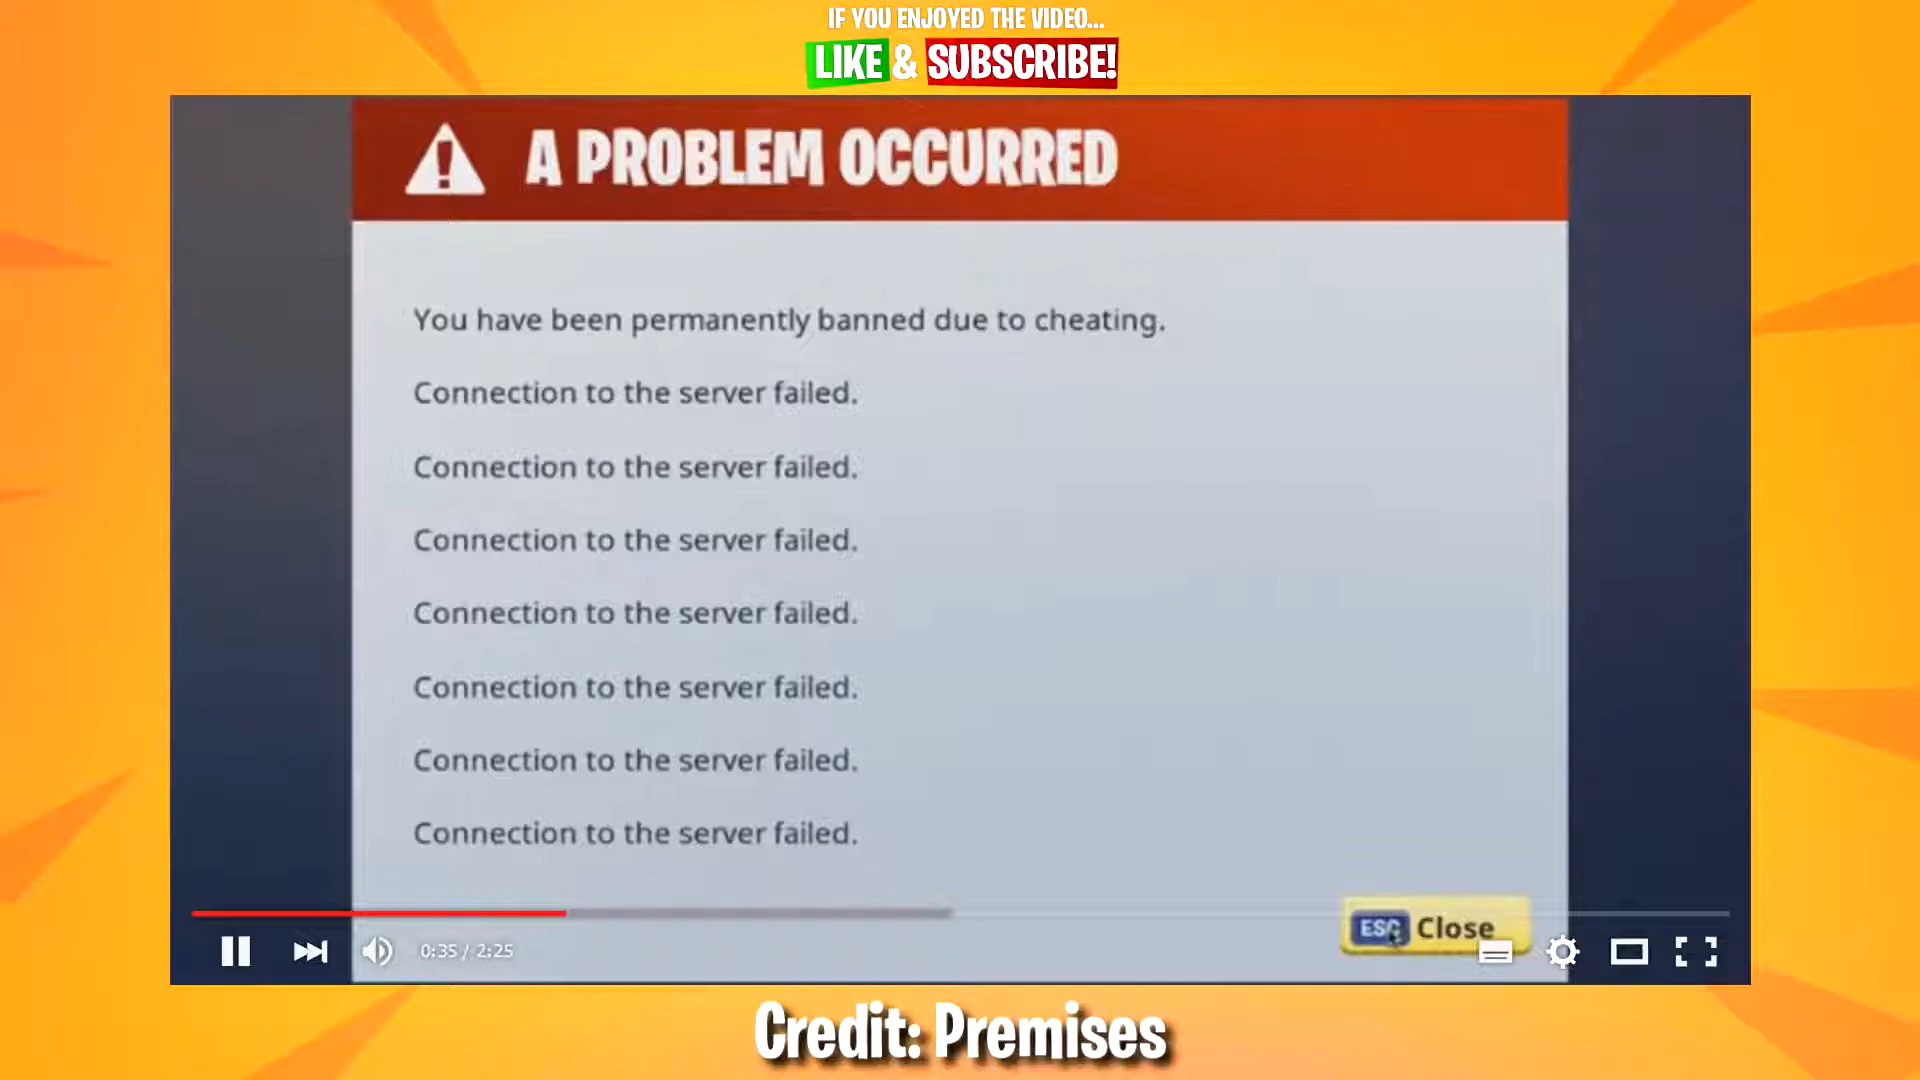 IF YOU ENJOYED THE VIDEO...
LIKE & SUBSCRIBE!
A PROBLEM OCCURRED
You have been permanently banned due to cheating.
Connection to the server failed.
Connection to the server failed.
Connection to the server failed.
Connection to the server failed.
Connection to the server failed.
Connection to the server failed.
Connection to the server failed.
ESC Close
0:35 / 2:25
Credit: Premises